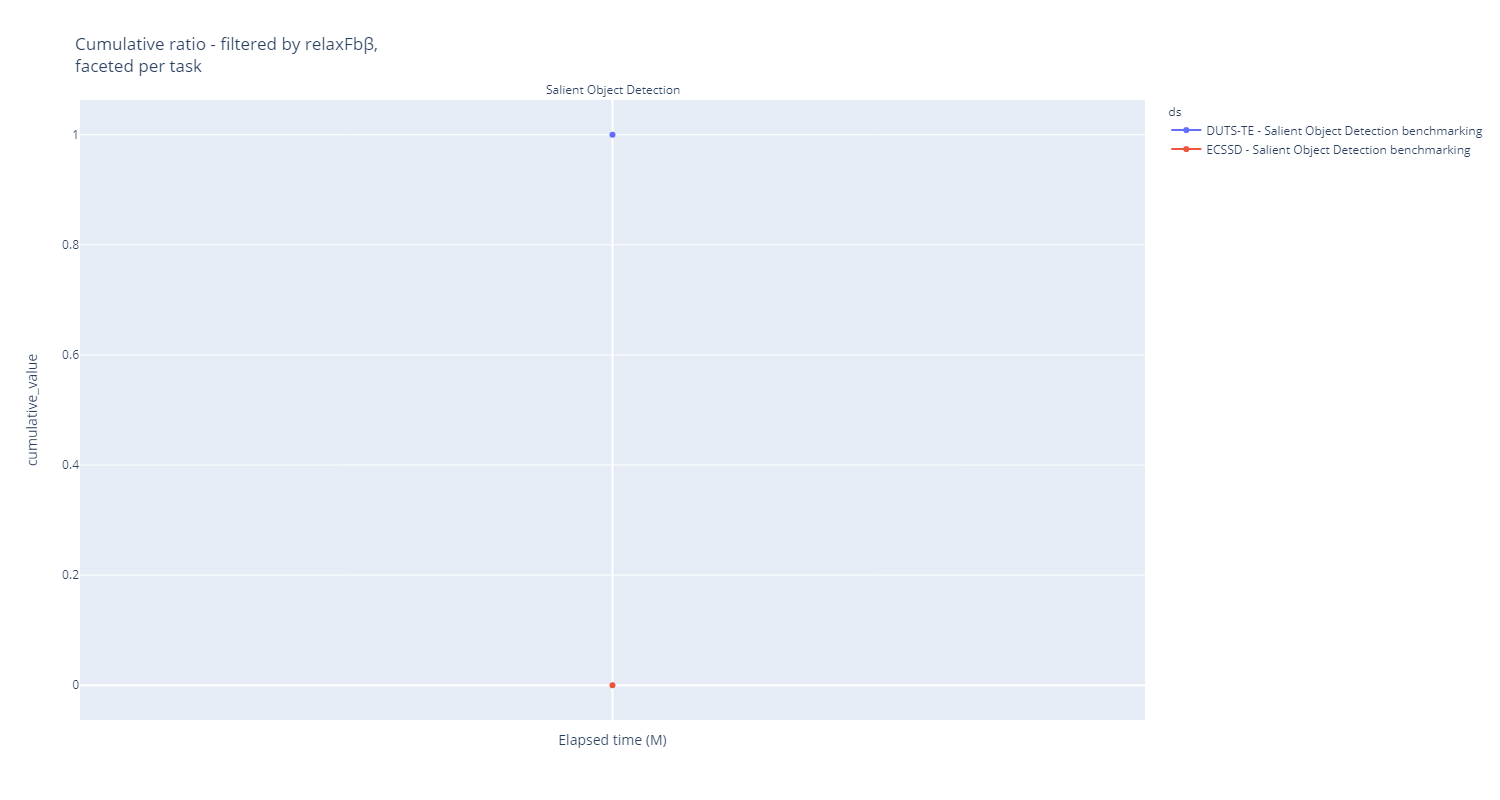 Cumulative ratio - filtered by relaxFbβ,
faceted per task
Salient Object Detection
ds
DUTS-TE - Salient Object Detection benchmarking
ECSSD - Salient Object Detection benchmarking
1
0.8
0.6
0.4
0.2
0
cumulative_value
Elapsed time (M)